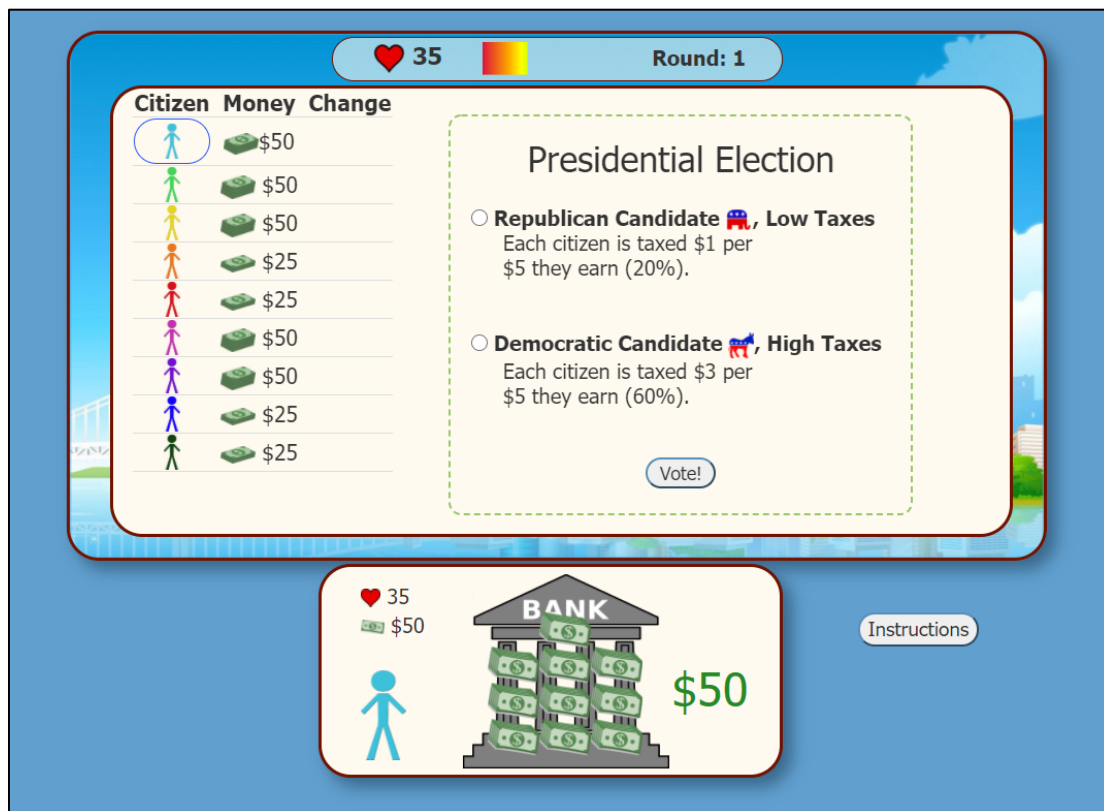 35
Round: 1
Citizen Money Change
$50
$50
$50
$25
$25
$50
$50
$25
$25
Presidential Election
Republican Candidate , Low Taxes
Each citizen is taxed $1 per
$5 they earn (20%).
Democratic Candidate , High Taxes
Each citizen is taxed $3 per
$5 they earn (60%).
Vote!
35
$50
BANK
$50
Instructions